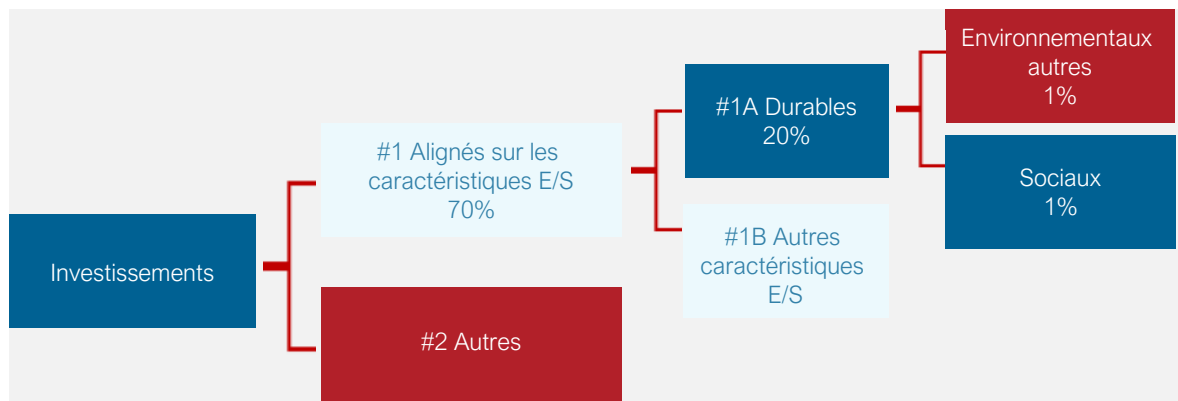 Investissements
#1 Alignés sur les
caractéristiques E/S
70%
#2 Autres
#1A Durables
20%
#1B Autres
caractéristiques
E/S
Environnementaux
autres
1%
Sociaux
1%